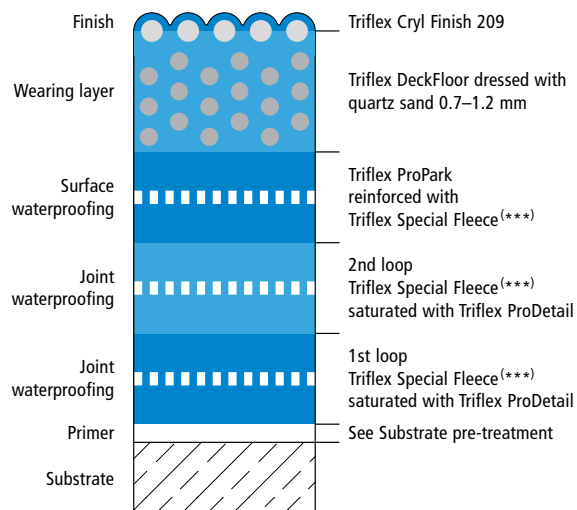 Finish
Triflex Cryl Finish 209
Wearing layer
Triflex DeckFloor dressed with
quartz sand 0.7–1.2 mm
Surface
waterproofing
Triflex ProPark
reinforced with
Triflex Special Fleece(***)
Joint
waterproofing
2nd loop
Triflex Special Fleece(***)
saturated with Triflex ProDetail
Joint
waterproofing
1st loop
Triflex Special Fleece(***)
saturated with Triflex ProDetail
Primer
See Substrate pre-treatment
Substrate